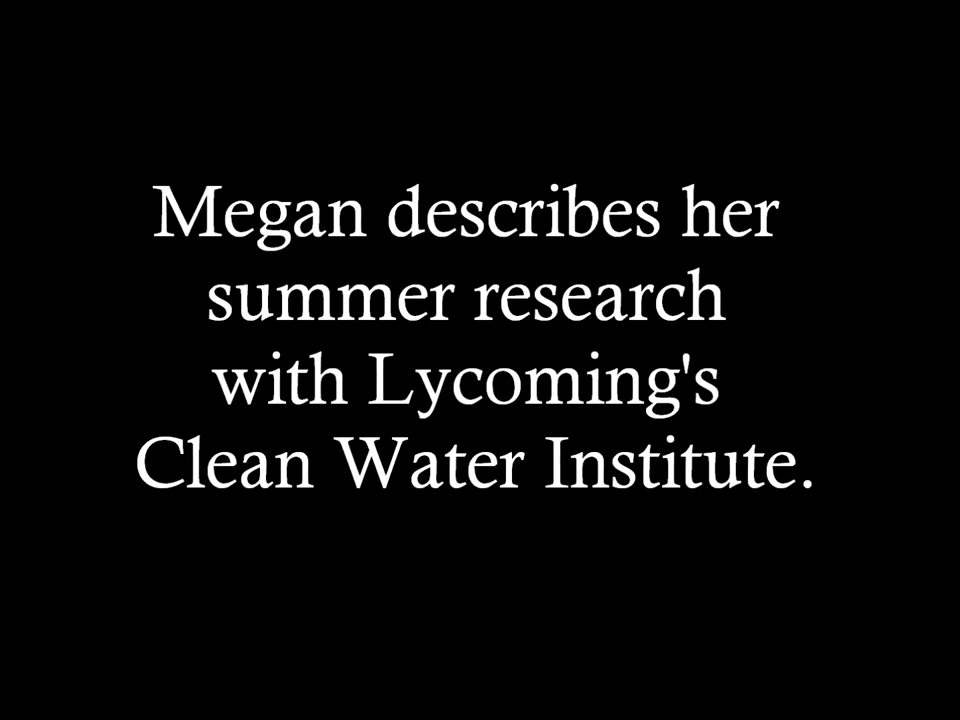 Megan describes her
summer research
with Lycoming's
Clean Water Institute.